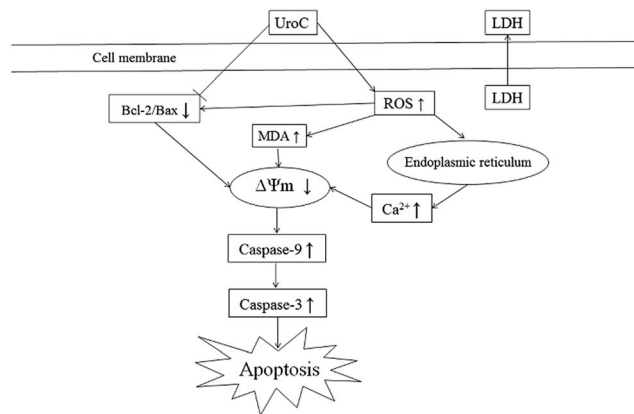 UroC
LDH
Cell membrane
LDH
Bcl-2/Bax ↓
ROS ↑
MDA ↑
Endoplasmic reticulum
ΔΨm ↓
Ca²⁺ ↑
Caspase-9 ↑
Caspase-3 ↑
Apoptosis